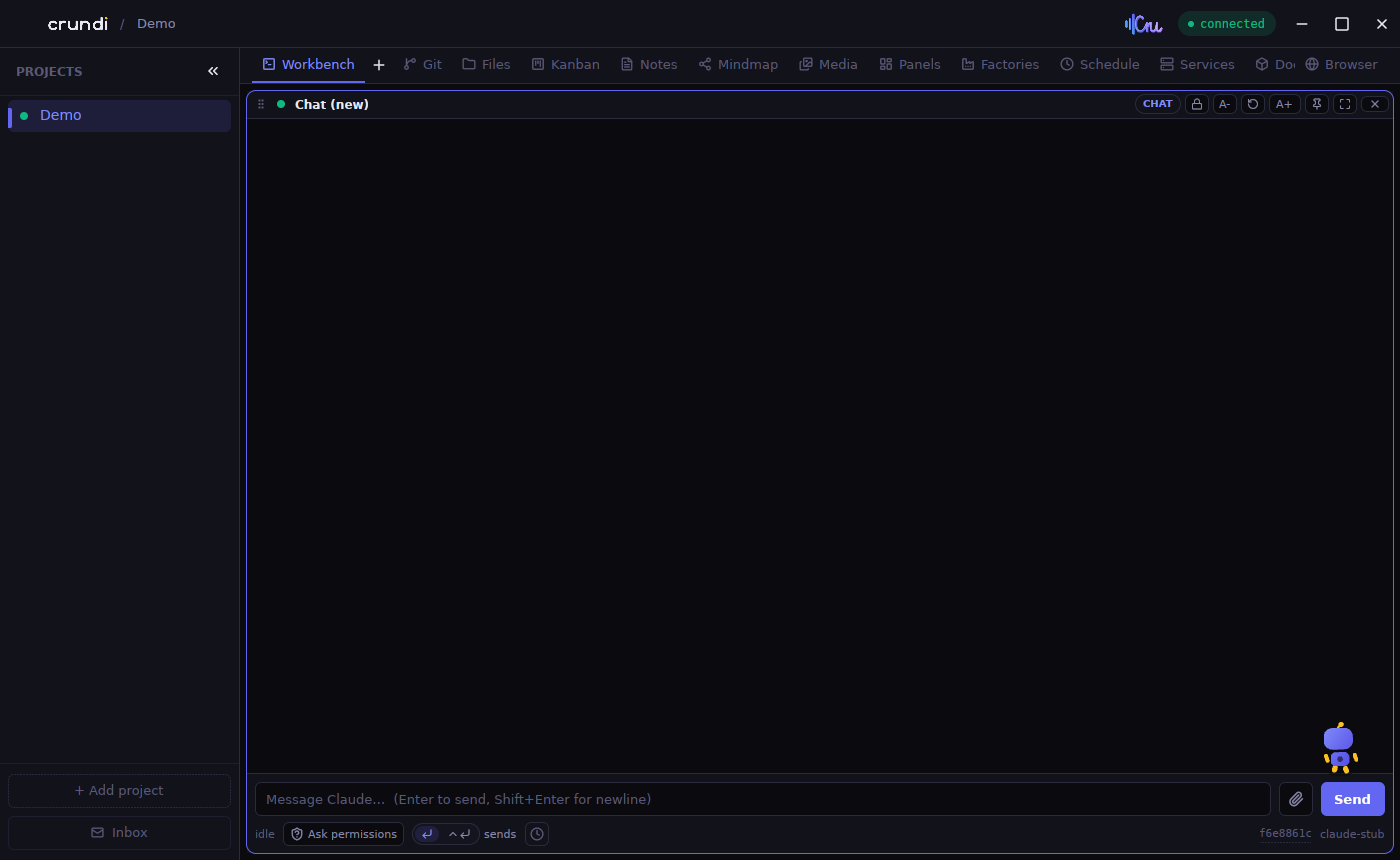 crundi / Demo
Cru
connected
PROJECTS
Workbench
Git
Files
Kanban
Notes
Mindmap
Media
Panels
Factories
Schedule
Services
Browser
Demo
Chat (new)
CHAT
A-
A+
+ Add project
Inbox
Message Claude... (Enter to send, Shift+Enter for newline)
Send
idle
Ask permissions
sends
f6e8861c
claude-stub